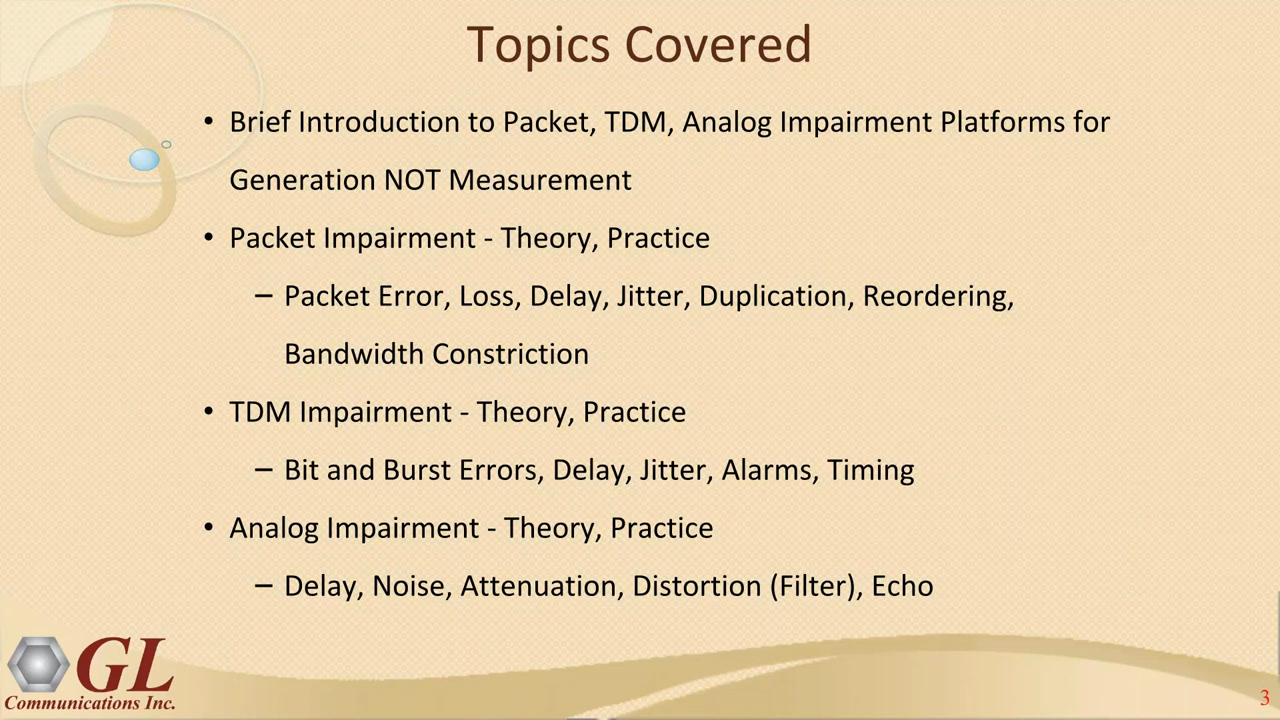 Topics Covered
• Brief Introduction to Packet, TDM, Analog Impairment Platforms for
Generation NOT Measurement
• Packet Impairment - Theory, Practice
– Packet Error, Loss, Delay, Jitter, Duplication, Reordering,
Bandwidth Constriction
• TDM Impairment - Theory, Practice
– Bit and Burst Errors, Delay, Jitter, Alarms, Timing
• Analog Impairment - Theory, Practice
– Delay, Noise, Attenuation, Distortion (Filter), Echo
GL
Communications Inc.
3